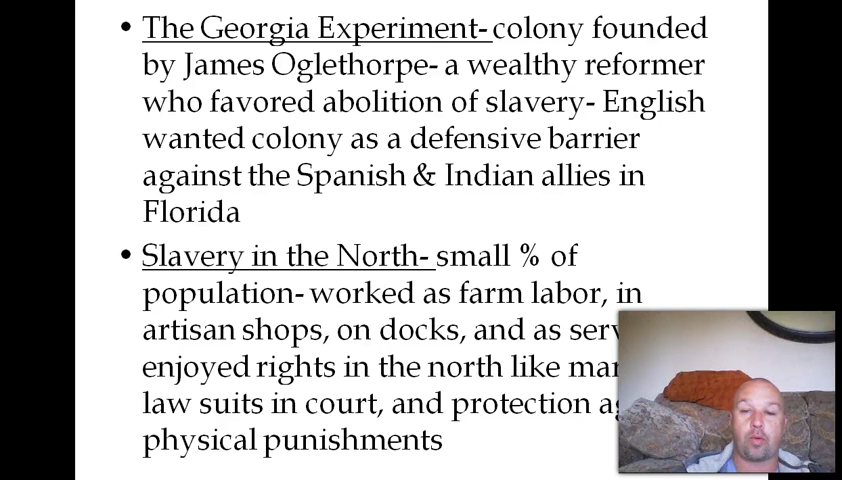 • The Georgia Experiment- colony founded
by James Oglethorpe- a wealthy reformer
who favored abolition of slavery- English
wanted colony as a defensive barrier
against the Spanish & Indian allies in
Florida
• Slavery in the North- small % of
population- worked as farm labor, in
artisan shops, on docks, and as
enjoyed rights in the north like
law suits in court, and protection
physical punishments